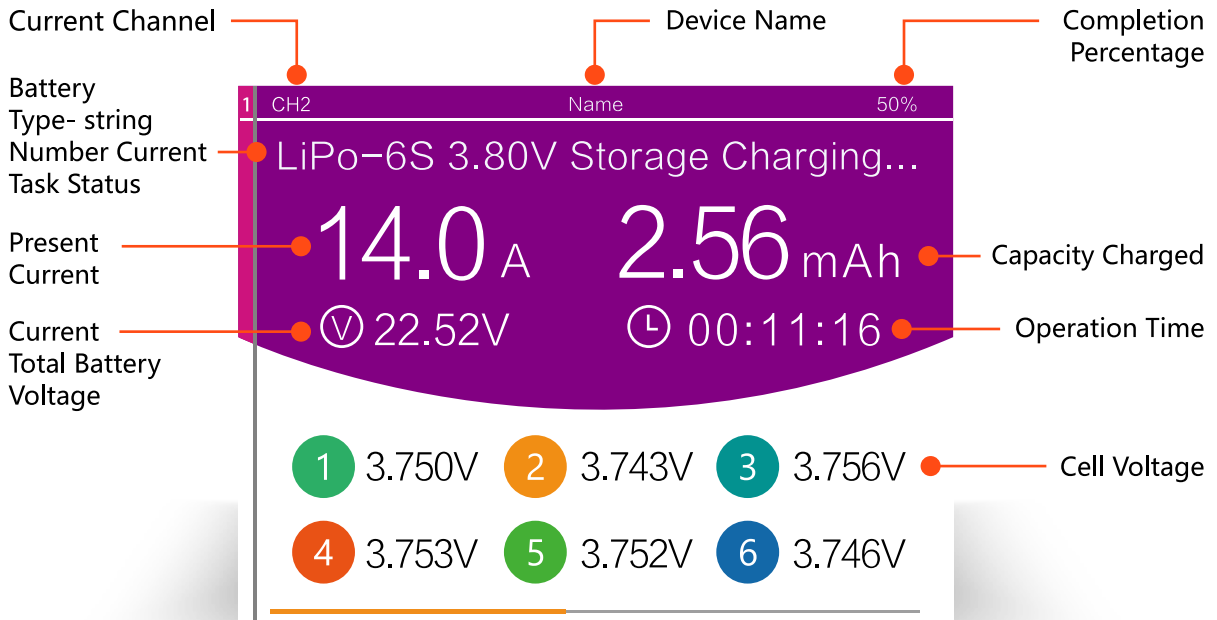 Current Channel
Device Name
Completion
Percentage
Battery
Type- string
Number Current
Task Status
1 CH2 Name 50%
LiPo-6S 3.80V Storage Charging...
Present
Current
14.0 A 2.56 mAh
Capacity Charged
Current
Total Battery
Voltage
V 22.52V 00:11:16
Operation Time
1 3.750V 2 3.743V 3 3.756V
Cell Voltage
4 3.753V 5 3.752V 6 3.746V